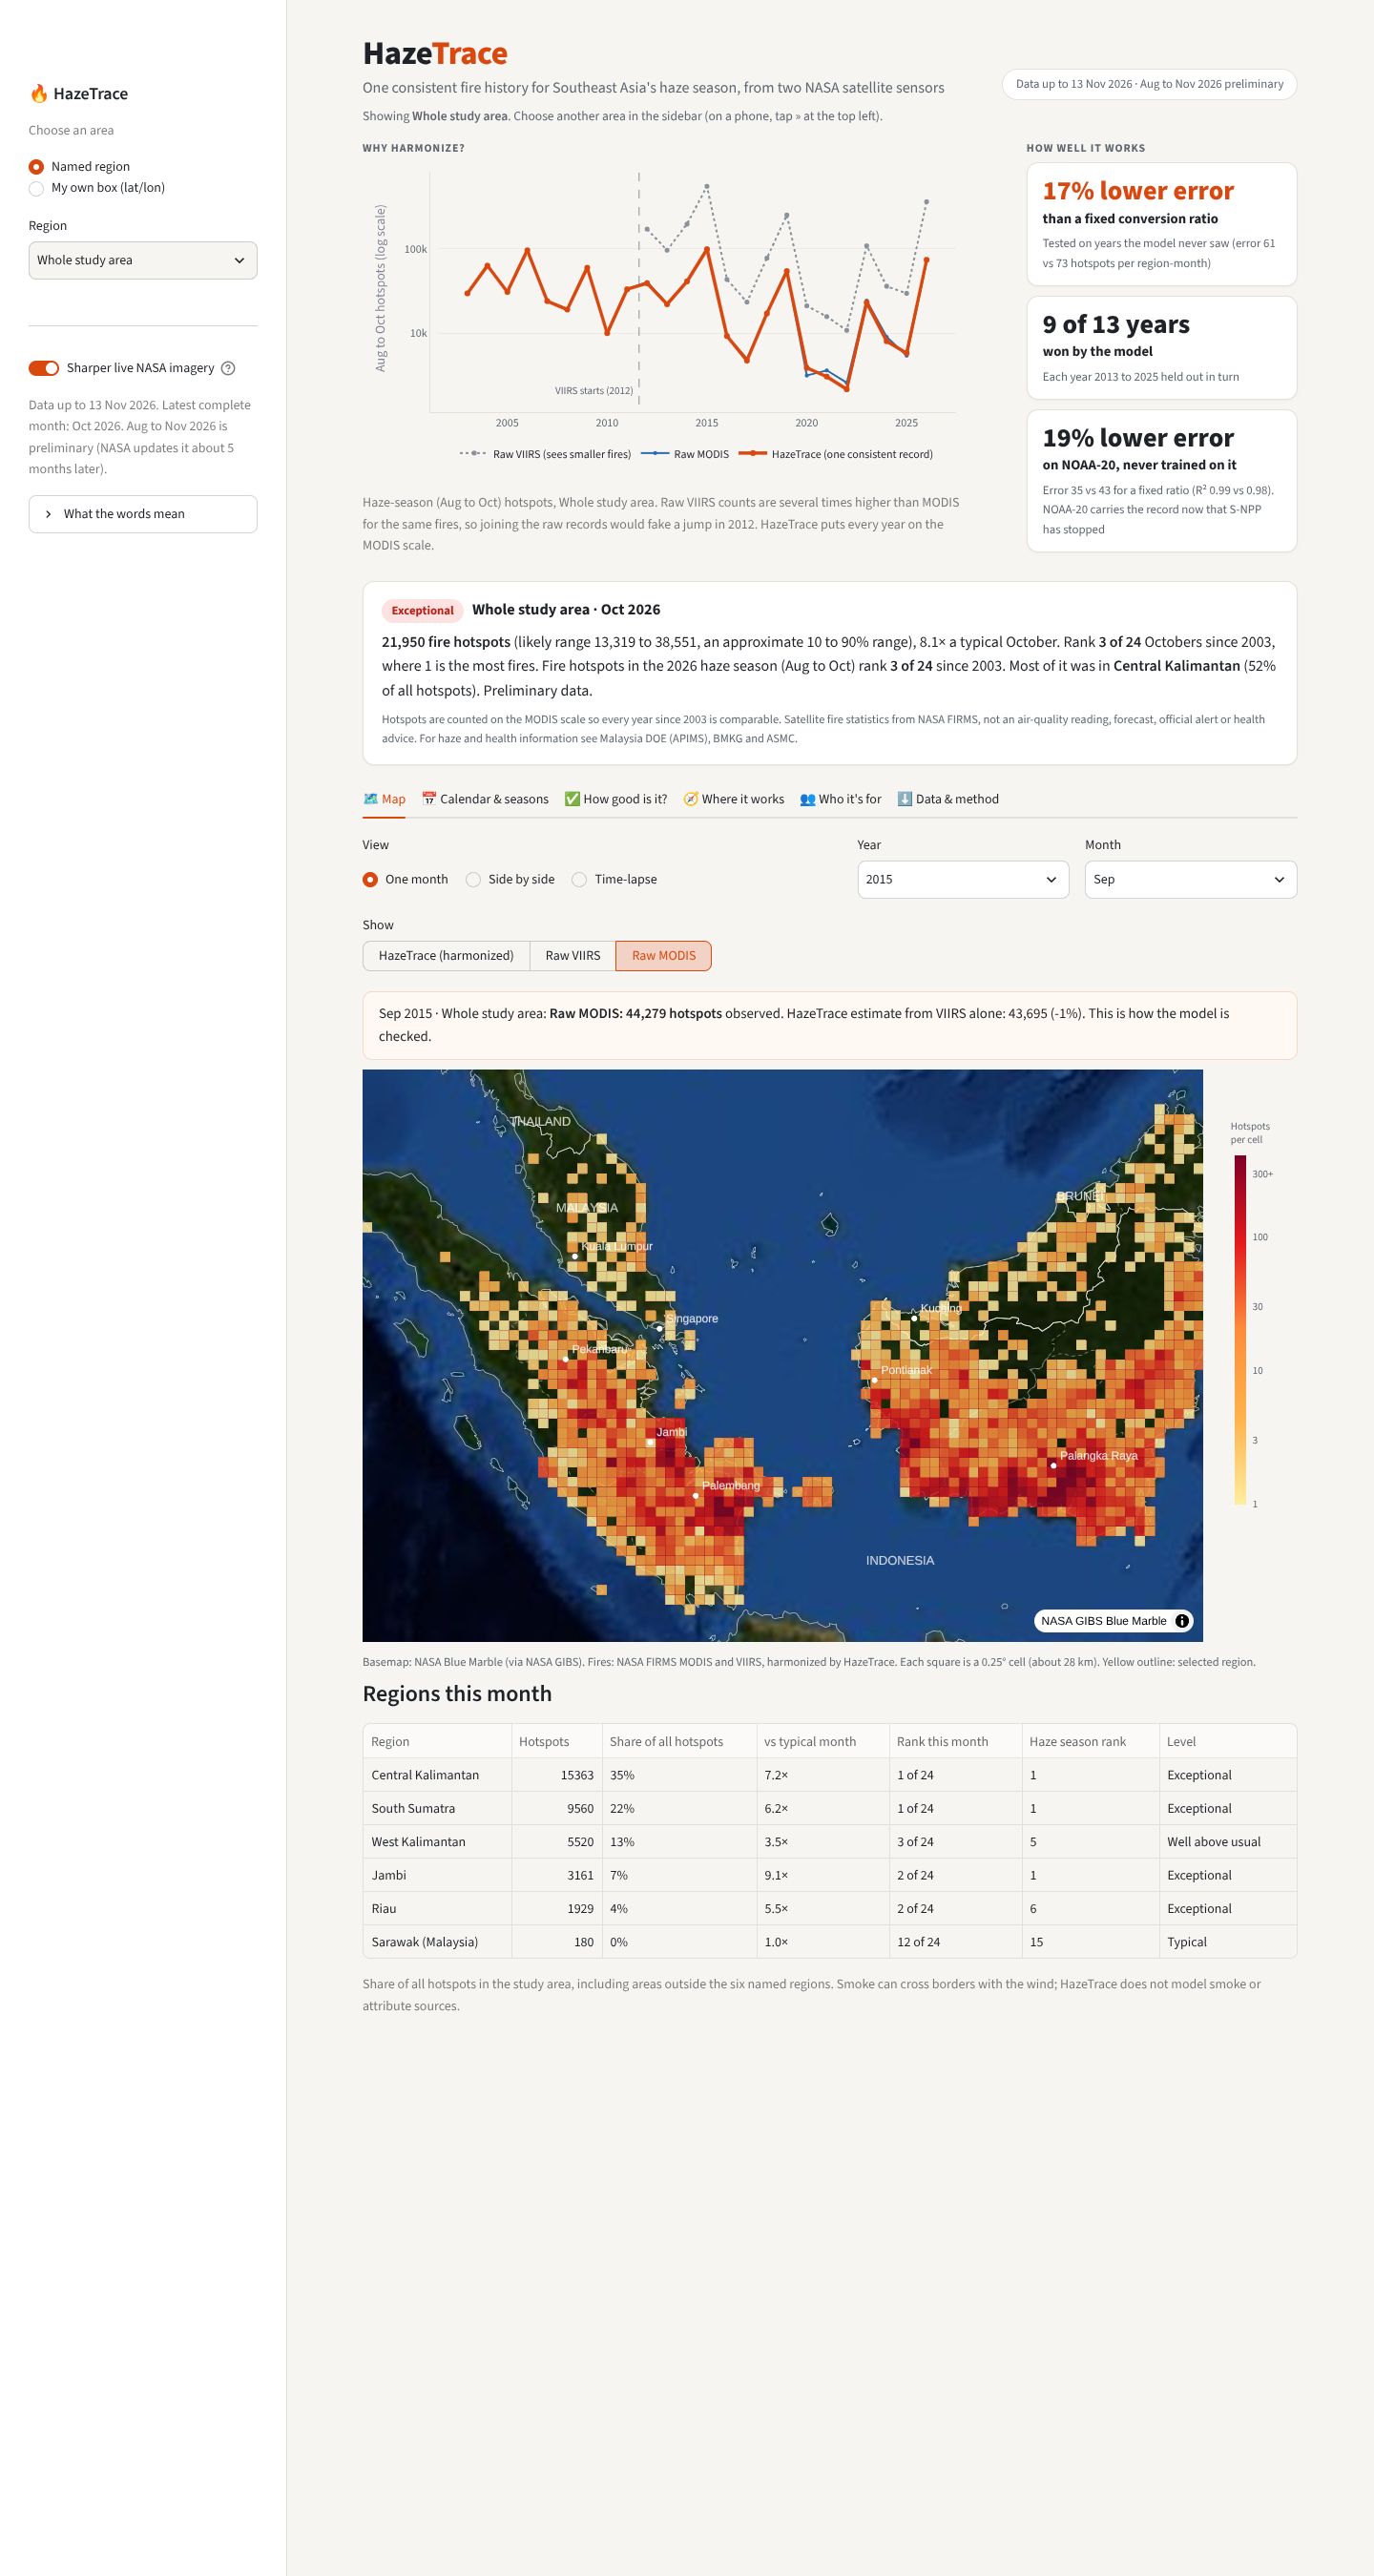 🔥 HazeTrace
Choose an area
Named region
My own box (lat/lon)
Region
Whole study area
Sharper live NASA imagery
Data up to 13 Nov 2026. Latest complete
month: Oct 2026. Aug to Nov 2026 is
preliminary (NASA updates it about 5
months later).
What the words mean
HazeTrace
One consistent fire history for Southeast Asia's haze season, from two NASA satellite sensors
Data up to 13 Nov 2026 · Aug to Nov 2026 preliminary
Showing Whole study area. Choose another area in the sidebar (on a phone, tap » at the top left).
WHY HARMONIZE?
Aug to Oct hotspots (log scale)
100k
10k
VIIRS starts (2012)
2005 2010 2015 2020 2025
Raw VIIRS (sees smaller fires) Raw MODIS HazeTrace (one consistent record)
Haze-season (Aug to Oct) hotspots, Whole study area. Raw VIIRS counts are several times higher than MODIS
for the same fires, so joining the raw records would fake a jump in 2012. HazeTrace puts every year on the
MODIS scale.
HOW WELL IT WORKS
17% lower error
than a fixed conversion ratio
Tested on years the model never saw (error 61
vs 73 hotspots per region-month)
9 of 13 years
won by the model
Each year 2013 to 2025 held out in turn
19% lower error
on NOAA-20, never trained on it
Error 35 vs 43 for a fixed ratio (R² 0.99 vs 0.98).
NOAA-20 carries the record now that S-NPP
has stopped
Exceptional Whole study area · Oct 2026
21,950 fire hotspots (likely range 13,319 to 38,551, an approximate 10 to 90% range), 8.1× a typical October. Rank 3 of 24 Octobers since 2003,
where 1 is the most fires. Fire hotspots in the 2026 haze season (Aug to Oct) rank 3 of 24 since 2003. Most of it was in Central Kalimantan (52%
of all hotspots). Preliminary data.
Hotspots are counted on the MODIS scale so every year since 2003 is comparable. Satellite fire statistics from NASA FIRMS, not an air-quality reading, forecast, official alert or health
advice. For haze and health information see Malaysia DOE (APIMS), BMKG and ASMC.
🗺️ Map 📅 Calendar & seasons ✅ How good is it? 🧭 Where it works 👥 Who it's for ⬇️ Data & method
View
One month Side by side Time-lapse
Year
2015
Month
Sep
Show
HazeTrace (harmonized) Raw VIIRS Raw MODIS
Sep 2015 · Whole study area: Raw MODIS: 44,279 hotspots observed. HazeTrace estimate from VIIRS alone: 43,695 (-1%). This is how the model is
checked.
THAILAND
BRUNEI
MALAYSIA
Kuala Lumpur
Kuching
Singapore
Pekanbaru
Pontianak
Jambi
Palangka Raya
Palembang
INDONESIA
NASA GIBS Blue Marble
Hotspots
per cell
300+
100
30
10
3
1
Basemap: NASA Blue Marble (via NASA GIBS). Fires: NASA FIRMS MODIS and VIIRS, harmonized by HazeTrace. Each square is a 0.25° cell (about 28 km). Yellow outline: selected region.
Regions this month
Region Hotspots Share of all hotspots vs typical month Rank this month Haze season rank Level
Central Kalimantan 15363 35% 7.2× 1 of 24 1 Exceptional
South Sumatra 9560 22% 6.2× 1 of 24 1 Exceptional
West Kalimantan 5520 13% 3.5× 3 of 24 5 Well above usual
Jambi 3161 7% 9.1× 2 of 24 1 Exceptional
Riau 1929 4% 5.5× 2 of 24 6 Exceptional
Sarawak (Malaysia) 180 0% 1.0× 12 of 24 15 Typical
Share of all hotspots in the study area, including areas outside the six named regions. Smoke can cross borders with the wind; HazeTrace does not model smoke or
attribute sources.